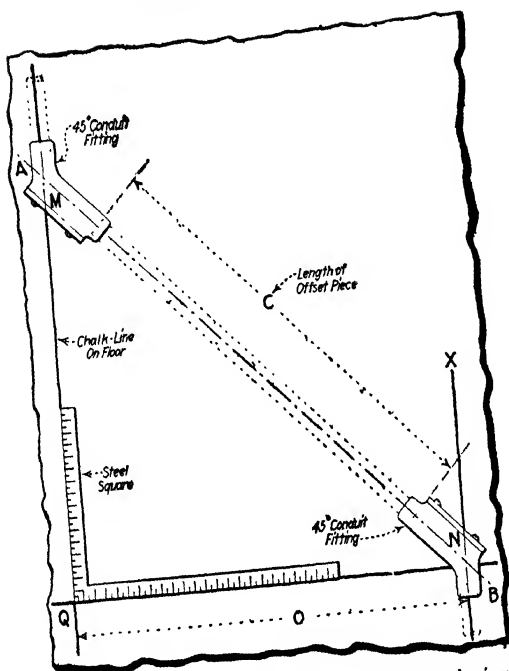 45° Conduit
Fitting
A
M
Length of
Offset Piece
C
Chalk-Line
On Floor
X
Steel
Square
45° Conduit
Fitting
N
B
Q
O